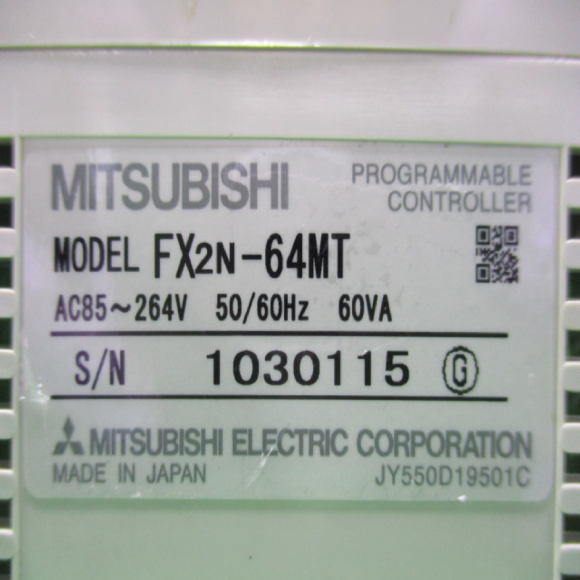 MITSUBISHI
PROGRAMMABLE
CONTROLLER
MODEL FX2N-64MT
AC85~264V 50/60Hz 60VA
S/N 1030115 G
MITSUBISHI ELECTRIC CORPORATION
MADE IN JAPAN JY550D19501C